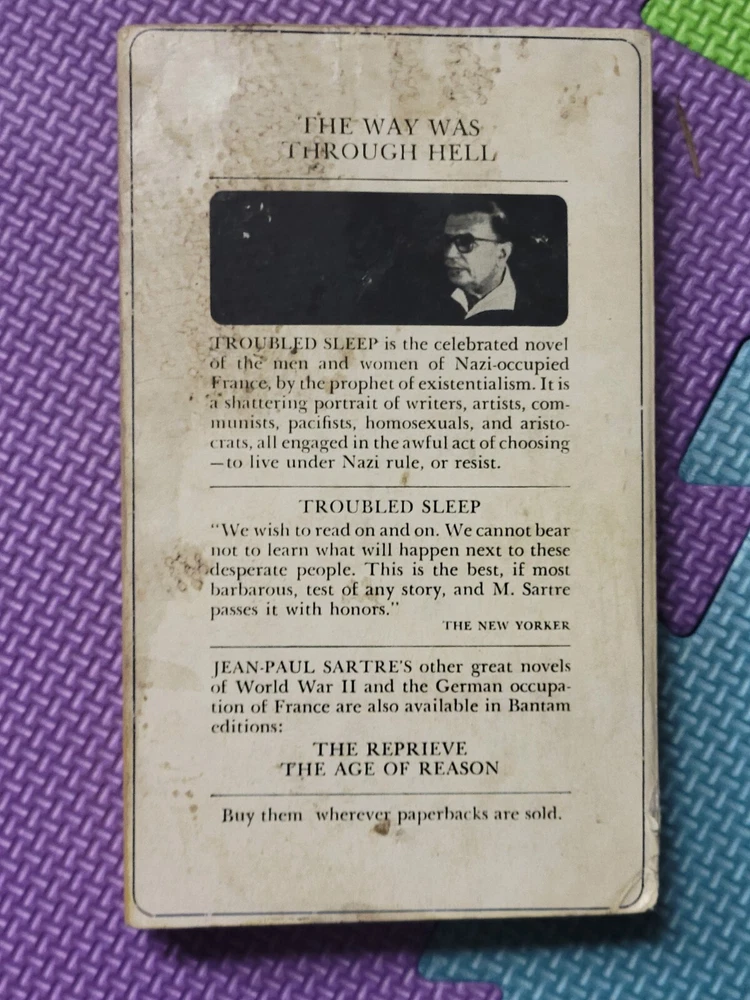 THE WAY WAS
THROUGH HELL
TROUBLED SLEEP is the celebrated novel
of the men and women of Nazi-occupied
France, by the prophet of existentialism. It is
a shattering portrait of writers, artists, com-
munists, pacifists, homosexuals, and aristo-
crats, all engaged in the awful act of choosing
—to live under Nazi rule, or resist.
TROUBLED SLEEP
"We wish to read on and on. We cannot bear
not to learn what will happen next to these
desperate people. This is the best, if most
barbarous, test of any story, and M. Sartre
passes it with honors."
THE NEW YORKER
JEAN-PAUL SARTRE'S other great novels
of World War II and the German occupa-
tion of France are also available in Bantam
editions:
THE REPRIEVE
THE AGE OF REASON
Buy them wherever paperbacks are sold.